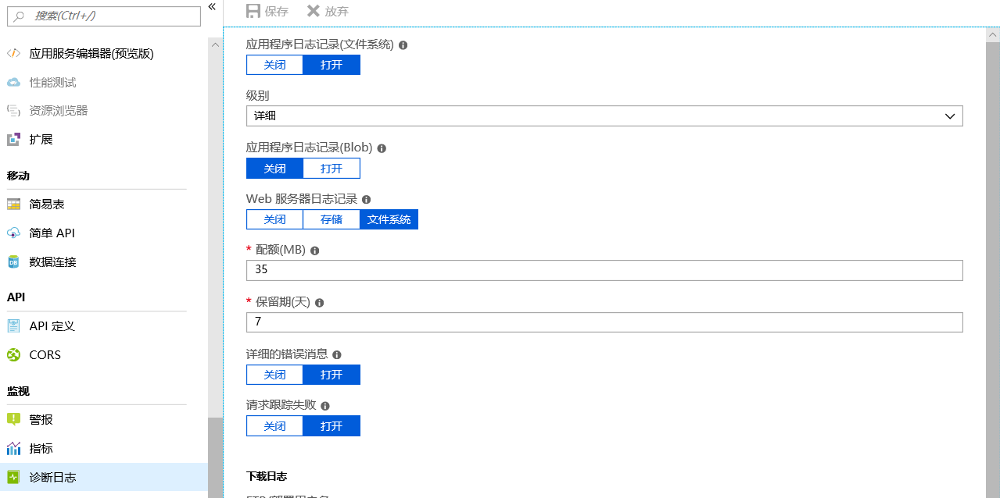 搜索(Ctrl+/)
应用服务编辑器(预览版)
性能测试
资源浏览器
扩展
移动
简易表
简单 API
数据连接
API
API 定义
CORS
监视
警报
指标
诊断日志
保存 放弃
应用程序日志记录(文件系统)
关闭 打开
级别
详细
应用程序日志记录(Blob)
关闭 打开
Web 服务器日志记录
关闭 存储 文件系统
* 配额(MB)
35
* 保留期(天)
7
详细的错误消息
关闭 打开
请求跟踪失败
关闭 打开
下载日志